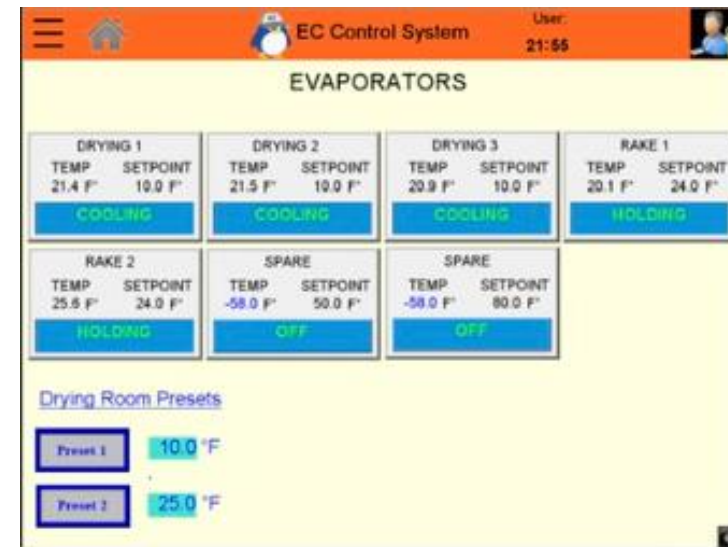 EC Control System
User:
21:55
EVAPORATORS
DRYING 1
TEMP SETPOINT
21.4 F° 10.0 F°
COOLING
DRYING 2
TEMP SETPOINT
21.5 F° 10.0 F°
COOLING
DRYING 3
TEMP SETPOINT
20.9 F° 10.0 F°
COOLING
RAKE 1
TEMP SETPOINT
20.1 F° 24.0 F°
HOLDING
RAKE 2
TEMP SETPOINT
25.6 F° 24.0 F°
HOLDING
SPARE
TEMP SETPOINT
-58.0 F° 50.0 F°
OFF
SPARE
TEMP SETPOINT
-58.0 F° 80.0 F°
OFF
Drying Room Presets
Preset 1 10.0 °F
Preset 2 25.0 °F